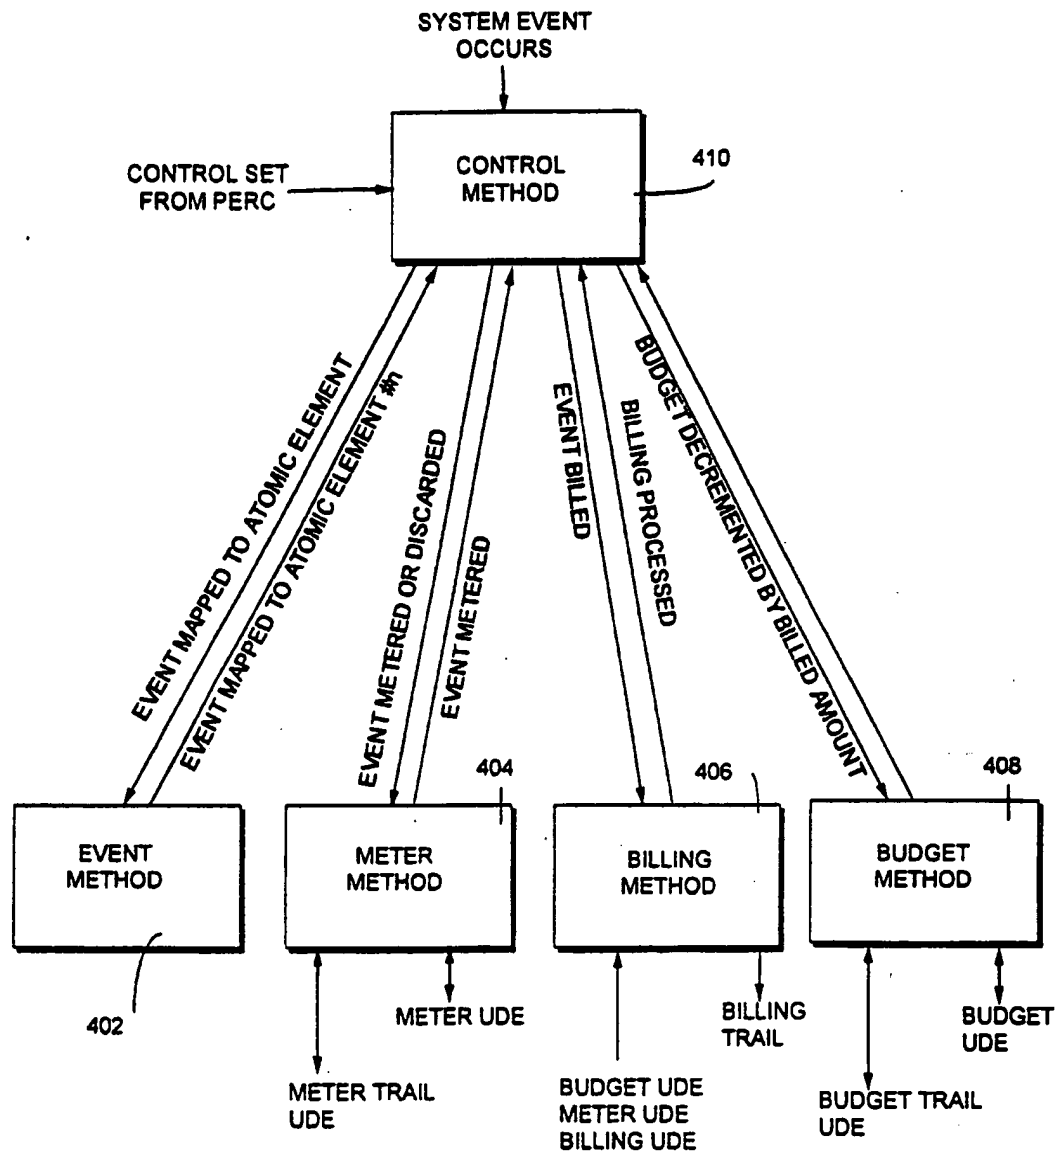 SYSTEM EVENT
OCCURS
CONTROL
METHOD
410
CONTROL SET
FROM PERC
EVENT MAPPED TO ATOMIC ELEMENT
EVENT MAPPED TO ATOMIC ELEMENT #n
EVENT METERED OR DISCARDED
EVENT METERED
EVENT BILLED
BILLING PROCESSED
BUDGET DECREMENTED BY BILLED AMOUNT
404
406
408
EVENT
METHOD
METER
METHOD
BILLING
METHOD
BUDGET
METHOD
402
METER UDE
BILLING
TRAIL
BUDGET
UDE
METER TRAIL
UDE
BUDGET UDE
METER UDE
BILLING UDE
BUDGET TRAIL
UDE